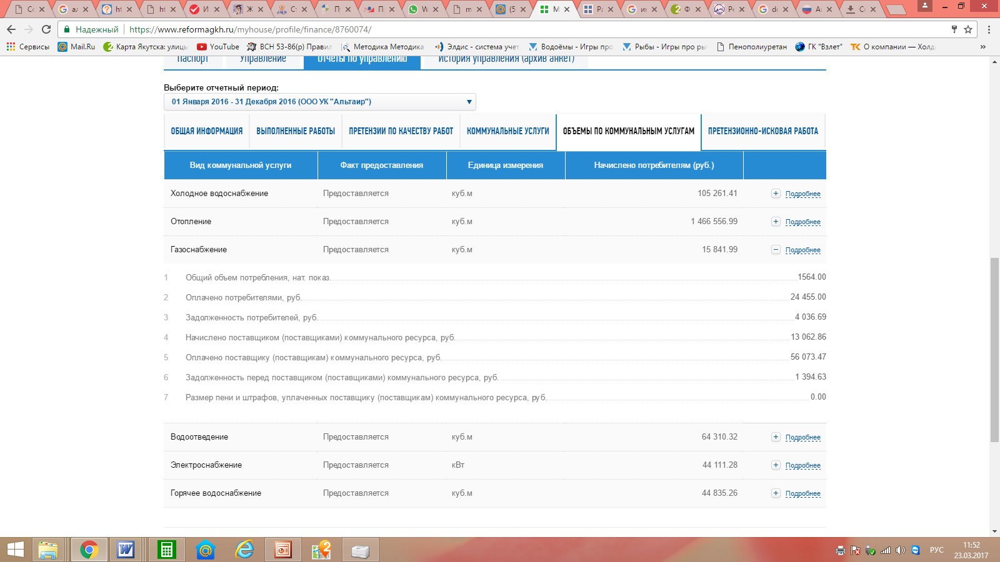 Надежный https://www.reformagkh.ru/myhouse/profile/finance/8760074/
Сервисы Mail.Ru Карта Якутска: улицы YouTube ВСН 53-86(р) Правил Методика Методика Элдис - система учет Водоёмы - Игры про Рыбы - Игры про ры Пенополиуретан ГК "Взлет" О компании — Холд »
Паспорт Управление Отчеты по управлению История управления (архив анкет)
Выберите отчетный период:
01 Января 2016 - 31 Декабря 2016 (ООО УК "Альтаир")
ОБЩАЯ ИНФОРМАЦИЯ ВЫПОЛНЕННЫЕ РАБОТЫ ПРЕТЕНЗИИ ПО КАЧЕСТВУ РАБОТ КОММУНАЛЬНЫЕ УСЛУГИ ОБЪЕМЫ ПО КОММУНАЛЬНЫМ УСЛУГАМ ПРЕТЕНЗИОННО-ИСКОВАЯ РАБОТА
Вид коммунальной услуги Факт предоставления Единица измерения Начислено потребителям (руб.)
Холодное водоснабжение Предоставляется куб.м 105 261.41 Подробнее
Отопление Предоставляется куб.м 1 466 556.99 Подробнее
Газоснабжение Предоставляется куб.м 15 841.99 Подробнее
1 Общий объем потребления, нат. показ. 1564.00
2 Оплачено потребителями, руб. 24 455.00
3 Задолженность потребителей, руб. 4 036.69
4 Начислено поставщиком (поставщиками) коммунального ресурса, руб. 13 062.86
5 Оплачено поставщику (поставщикам) коммунального ресурса, руб. 56 073.47
6 Задолженность перед поставщиком (поставщиками) коммунального ресурса, руб. 1 394.63
7 Размер пени и штрафов, уплаченных поставщику (поставщикам) коммунального ресурса, руб. 0.00
Водоотведение Предоставляется куб.м 64 310.32 Подробнее
Электроснабжение Предоставляется кВт 44 111.28 Подробнее
Горячее водоснабжение Предоставляется куб.м 44 835.26 Подробнее
РУС 11:52
23.03.2017